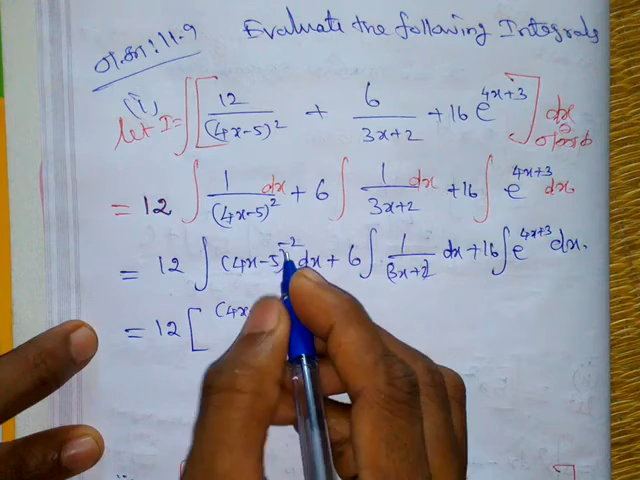 எ.கா: 11.9 Evaluate the following Integrals
(i) let I = ∫ [ 12/(4x-5)² + 6/(3x+2) + 16 e^(4x+3) ] dx
= 12 ∫ 1/(4x-5)² dx + 6 ∫ 1/(3x+2) dx + 16 ∫ e^(4x+3) dx.
= 12 ∫ (4x-5)^-2 dx + 6 ∫ 1/(3x+2) dx + 16 ∫ e^(4x+3) dx.
= 12 [ (4x